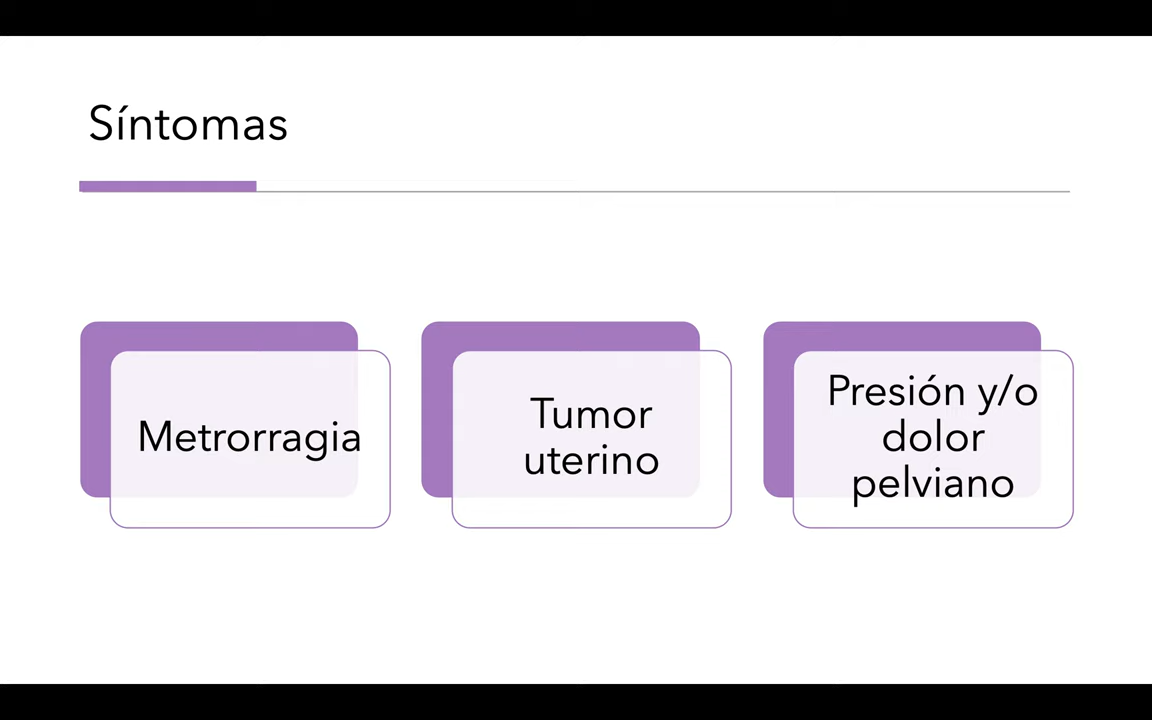 Síntomas
Metrorragia
Tumor
uterino
Presión y/o
dolor
pelviano